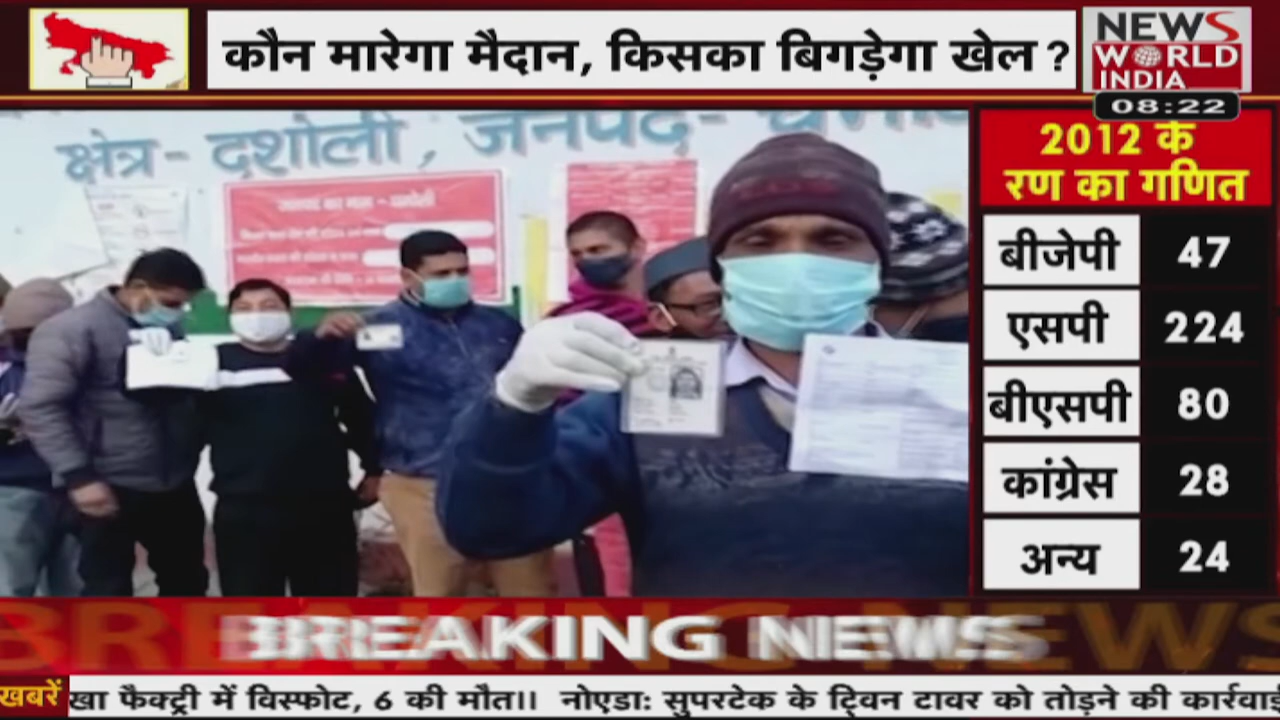 कौन मारेगा मैदान, किसका बिगड़ेगा खेल ?
NEWS
WORLD
INDIA
08:22
क्षेत्र - दशोली , जनपद -
2012 के
रण का गणित
बीजेपी 47
एसपी 224
बीएसपी 80
कांग्रेस 28
अन्य 24
BREAKING NEWS
खबरें खा फैक्ट्री में विस्फोट, 6 की मौत।। नोएडा: सुपरटेक के ट्विन टावर को तोड़ने की कार्रवाई